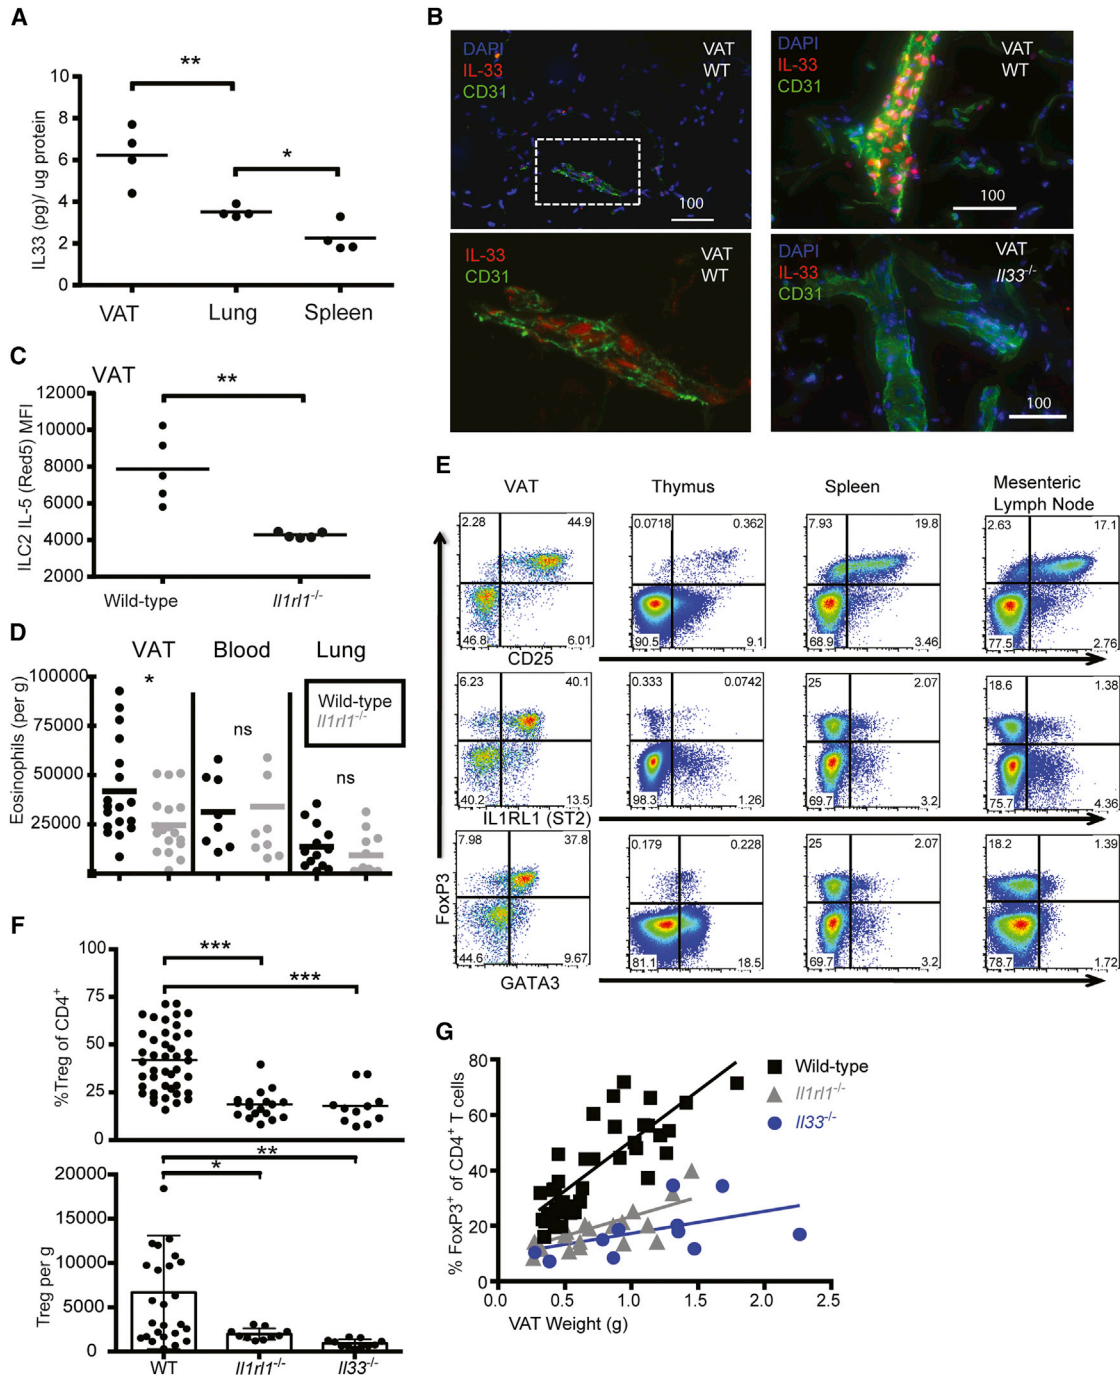 A
IL33 (pg)/ ug protein
10
8
6
4
2
0
**
*
VAT Lung Spleen
B
DAPI
IL-33
CD31
VAT
WT
100
DAPI
IL-33
CD31
VAT
WT
100
IL-33
CD31
VAT
WT
DAPI
IL-33
CD31
VAT
Il33-/-
100
C
VAT
ILC2 IL-5 (Red5) MFI
12000
10000
8000
6000
4000
2000
**
Wild-type Il1rl1-/-
D
VAT Blood Lung
Eosinophils (per g)
100000
75000
50000
25000
*
ns
ns
Wild-type
Il1rl1-/-
E
VAT Thymus Spleen Mesenteric
Lymph Node
2.28 44.9 0.0718 0.362 7.93 19.8 2.63 17.1
46.8 6.01 90.5 9.1 68.9 3.46 77.5 2.76
CD25
6.23 40.1 0.333 0.0742 25 2.07 18.6 1.38
40.2 13.5 98.3 1.26 69.7 3.2 75.7 4.36
IL1RL1 (ST2)
7.98 37.8 0.179 0.228 25 2.07 18.2 1.39
44.6 9.67 81.1 18.5 69.7 3.2 78.7 1.72
GATA3
FoxP3
F
%Treg of CD4+
100
75
50
25
0
***
***
Treg per g
20000
15000
10000
5000
0
**
*
WT Il1rl1-/- Il33-/-
G
% FoxP3+ of CD4+ T cells
80
60
40
20
0
Wild-type
Il1rl1-/-
Il33-/-
0.0 0.5 1.0 1.5 2.0 2.5
VAT Weight (g)